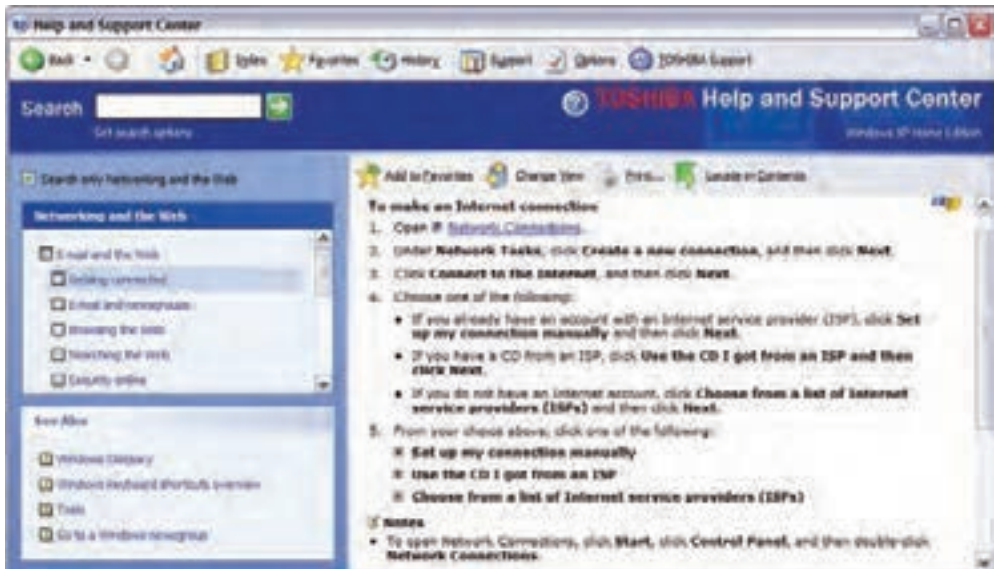 Help and Support Center
Back Index Favorites History Support Options TOSHIBA Support
Search
Set search options
TOSHIBA Help and Support Center
Windows XP Home Edition
Search only Networking and the Web
Networking and the Web
E-mail and the Web
Getting connected
E-mail and newsgroups
Browsing the Web
Searching the Web
Security online
See Also
Windows Glossary
Windows keyboard shortcuts overview
Tools
Go to a Windows newsgroup
Add to Favorites Change View Print... Locate in Contents
To make an Internet connection
1. Open Network Connections.
2. Under Network Tasks, click Create a new connection, and then click Next.
3. Click Connect to the Internet, and then click Next.
4. Choose one of the following:
• If you already have an account with an Internet service provider (ISP), click Set
up my connection manually and then click Next.
• If you have a CD from an ISP, click Use the CD I got from an ISP and then
click Next.
• If you do not have an Internet account, click Choose from a list of Internet
service providers (ISPs) and then click Next.
5. From your choice above, click one of the following:
Set up my connection manually
Use the CD I got from an ISP
Choose from a list of Internet service providers (ISPs)
Notes
• To open Network Connections, click Start, click Control Panel, and then double-click
Network Connections.